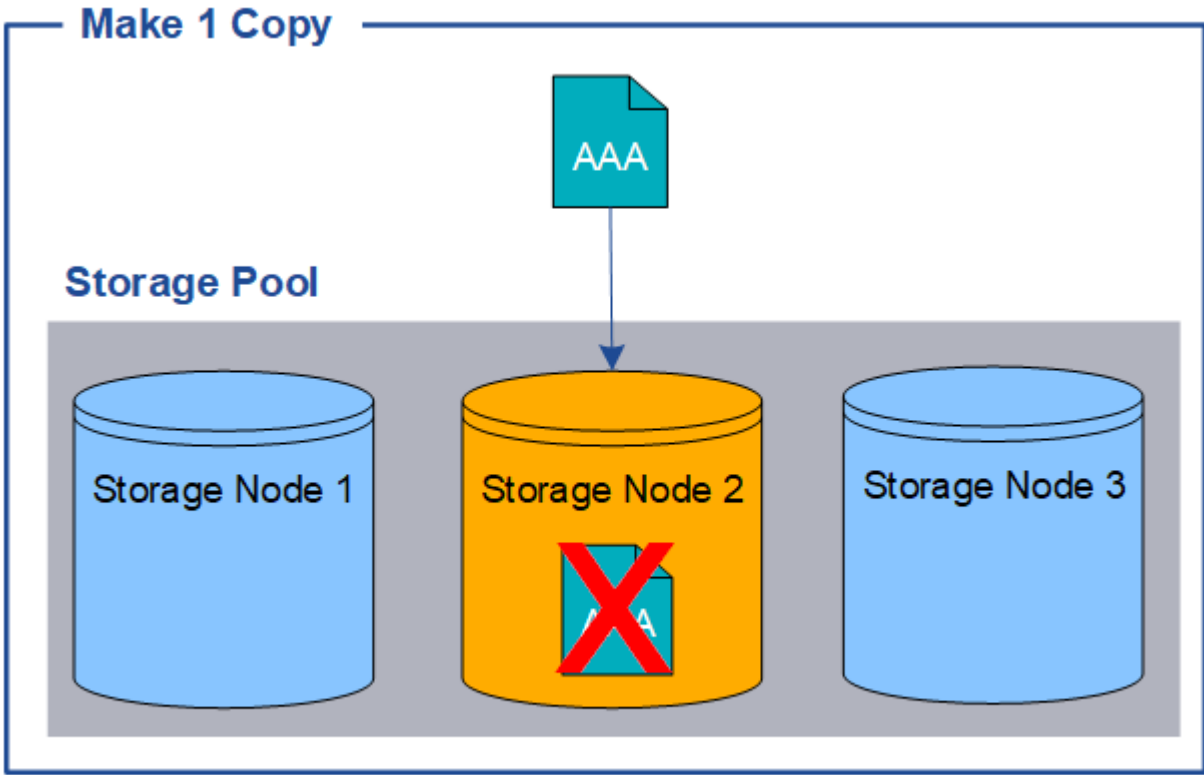 Make 1 Copy
AAA
Storage Pool
Storage Node 1
Storage Node 2
Storage Node 3